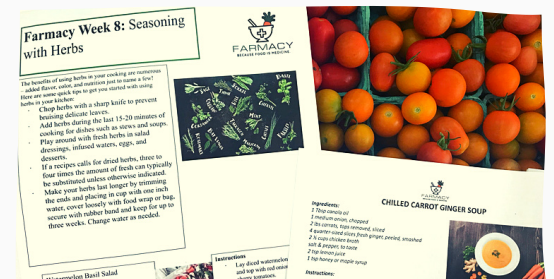 Farmacy Week 8: Seasoning
with Herbs
FARMACY
BECAUSE FOOD IS MEDICINE
The benefits of using herbs in your cooking are numerous
– added flavor, color, and nutrition just to name a few!
Here are some quick tips to get you started with using
herbs in your kitchen:
· Chop herbs with a sharp knife to prevent
bruising delicate leaves.
· Add herbs during the last 15-20 minutes of
cooking for dishes such as stews and soups.
· Play around with fresh herbs in salad
dressings, infused waters, eggs, and
desserts.
· If a recipes calls for dried herbs, three to
four times the amount of fresh can typically
be substituted unless otherwise indicated.
· Make your herbs last longer by trimming
the ends and placing in cup with one inch
water, cover loosely with food wrap or bag,
secure with rubber band and keep for up to
three weeks. Change water as needed.
Watermelon Basil Salad
Instructions
· Lay diced watermelon
and top with red onion
FARMACY
CHILLED CARROT GINGER SOUP
Ingredients:
1 Tbsp canola oil
1 medium onion, chopped
2 lbs carrots, tops removed, sliced
4 quarter-sized slices fresh ginger, peeled, smashed
2 ½ cups chicken broth
salt & pepper, to taste
2 tsp lemon juice
1 tsp honey or maple syrup
Instructions: